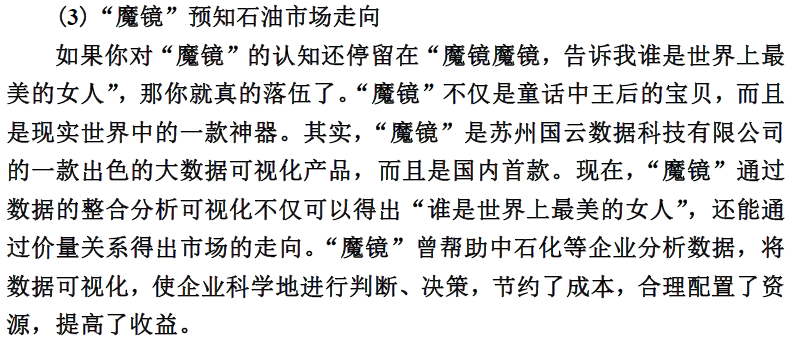 (3)“魔镜”预知石油市场走向
如果你对“魔镜”的认知还停留在“魔镜魔镜，告诉我谁是世界上最
美的女人”，那你就真的落伍了。“魔镜”不仅是童话中王后的宝贝，而且
是现实世界中的一款神器。其实，“魔镜”是苏州国云数据科技有限公司
的一款出色的大数据可视化产品，而且是国内首款。现在，“魔镜”通过
数据的整合分析可视化不仅可以得出“谁是世界上最美的女人”，还能通
过价量关系得出市场的走向。“魔镜”曾帮助中石化等企业分析数据，将
数据可视化，使企业科学地进行判断、决策，节约了成本，合理配置了资
源，提高了收益。